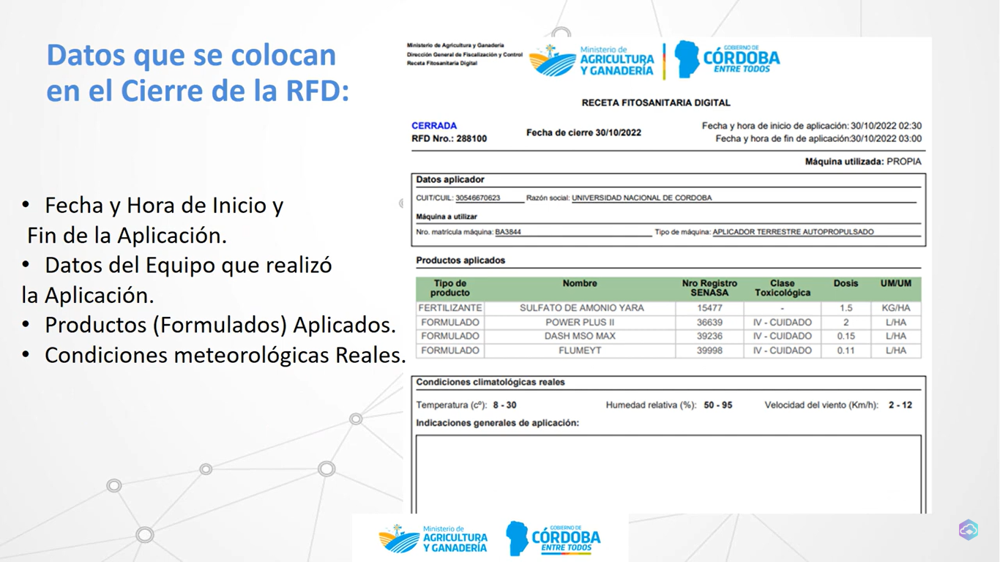 Datos que se colocan
en el Cierre de la RFD:
• Fecha y Hora de Inicio y
Fin de la Aplicación.
• Datos del Equipo que realizó
la Aplicación.
• Productos (Formulados) Aplicados.
• Condiciones meteorológicas Reales.
Ministerio de Agricultura y Ganadería
Dirección General de Fiscalización y Control
Receta Fitosanitaria Digital
Ministerio de
AGRICULTURA
Y GANADERÍA
GOBIERNO DE
CÓRDOBA
ENTRE TODOS
RECETA FITOSANITARIA DIGITAL
CERRADA
RFD Nro.: 288100
Fecha de cierre 30/10/2022
Fecha y hora de inicio de aplicación: 30/10/2022 02:30
Fecha y hora de fin de aplicación:30/10/2022 03:00
Máquina utilizada: PROPIA
Datos aplicador
CUIT/CUIL: 30546670623 Razón social: UNIVERSIDAD NACIONAL DE CORDOBA
Máquina a utilizar
Nro. matrícula máquina: BA3844 Tipo de máquina: APLICADOR TERRESTRE AUTOPROPULSADO
Productos aplicados
Tipo de producto Nombre Nro Registro SENASA Clase Toxicológica Dosis UM/UM
FERTILIZANTE SULFATO DE AMONIO YARA 15477 - 1.5 KG/HA
FORMULADO POWER PLUS II 36639 IV - CUIDADO 2 L/HA
FORMULADO DASH MSO MAX 39236 IV - CUIDADO 0.15 L/HA
FORMULADO FLUMEYT 39998 IV - CUIDADO 0.11 L/HA
Condiciones climatológicas reales
Temperatura (cº): 8 - 30 Humedad relativa (%): 50 - 95 Velocidad del viento (Km/h): 2 - 12
Indicaciones generales de aplicación:
Ministerio de
AGRICULTURA
Y GANADERÍA
GOBIERNO DE
CÓRDOBA
ENTRE TODOS